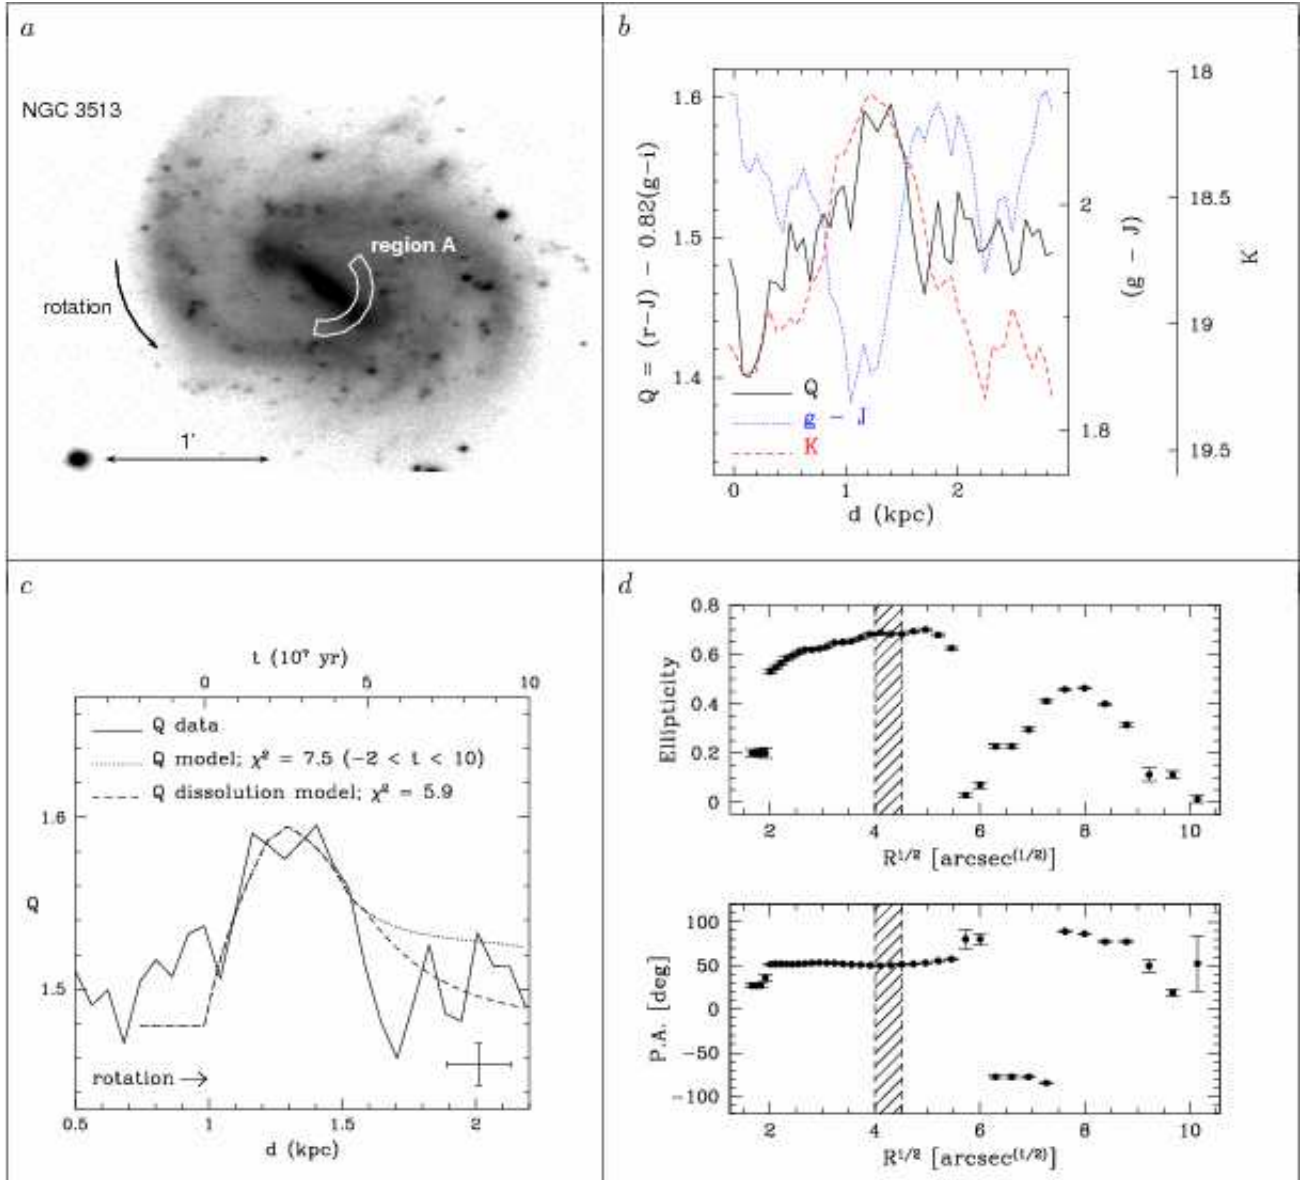 a
NGC 3513
region A
rotation
1'
b
Q = (r-J) - 0.82(g-i)
1.6
1.5
1.4
Q
g - J
K
0
1
2
d (kpc)
2
1.8
(g - J)
18
18.5
19
19.5
K
c
t (10⁷ yr)
0
5
10
Q data
Q model; χ² = 7.5 (-2 < t < 10)
Q dissolution model; χ² = 5.9
1.6
1.5
Q
rotation →
0.5
1
1.5
2
d (kpc)
d
Ellipticity
0.8
0.6
0.4
0.2
0
2
4
6
8
10
R¹/² [arcsec⁽¹/²⁾]
P.A. [deg]
100
50
0
-50
-100
2
4
6
8
10
R¹/² [arcsec⁽¹/²⁾]